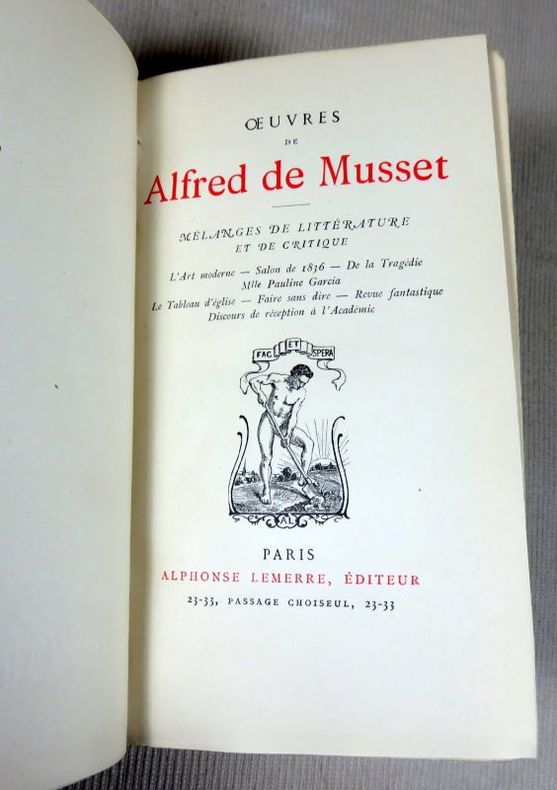 ŒUVRES
DE
Alfred de Musset
MÉLANGES DE LITTÉRATURE
ET DE CRITIQUE
L'Art moderne — Salon de 1836 — De la Tragédie
Mlle Pauline Garcia
Le Tableau d'église — Faire sans dire — Revue fantastique
Discours de réception à l'Académie
FAC ET SPERA
AL
PARIS
ALPHONSE LEMERRE, ÉDITEUR
23-33, PASSAGE CHOISEUL, 23-33